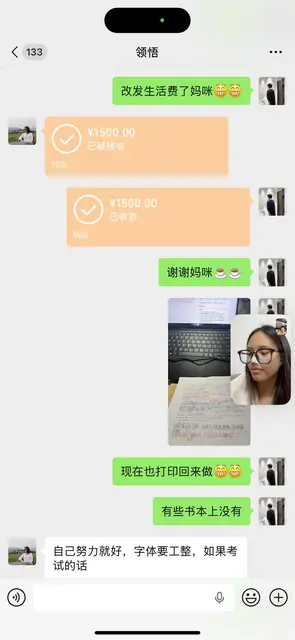 133
领悟
改发生活费了妈咪😁😁
¥1500.00
已被接收
¥1500.00
已收款
谢谢妈咪☕☕
现在也打印回来做😁😁
有些书本上没有
自己努力就好，字体要工整，如果考
试的话